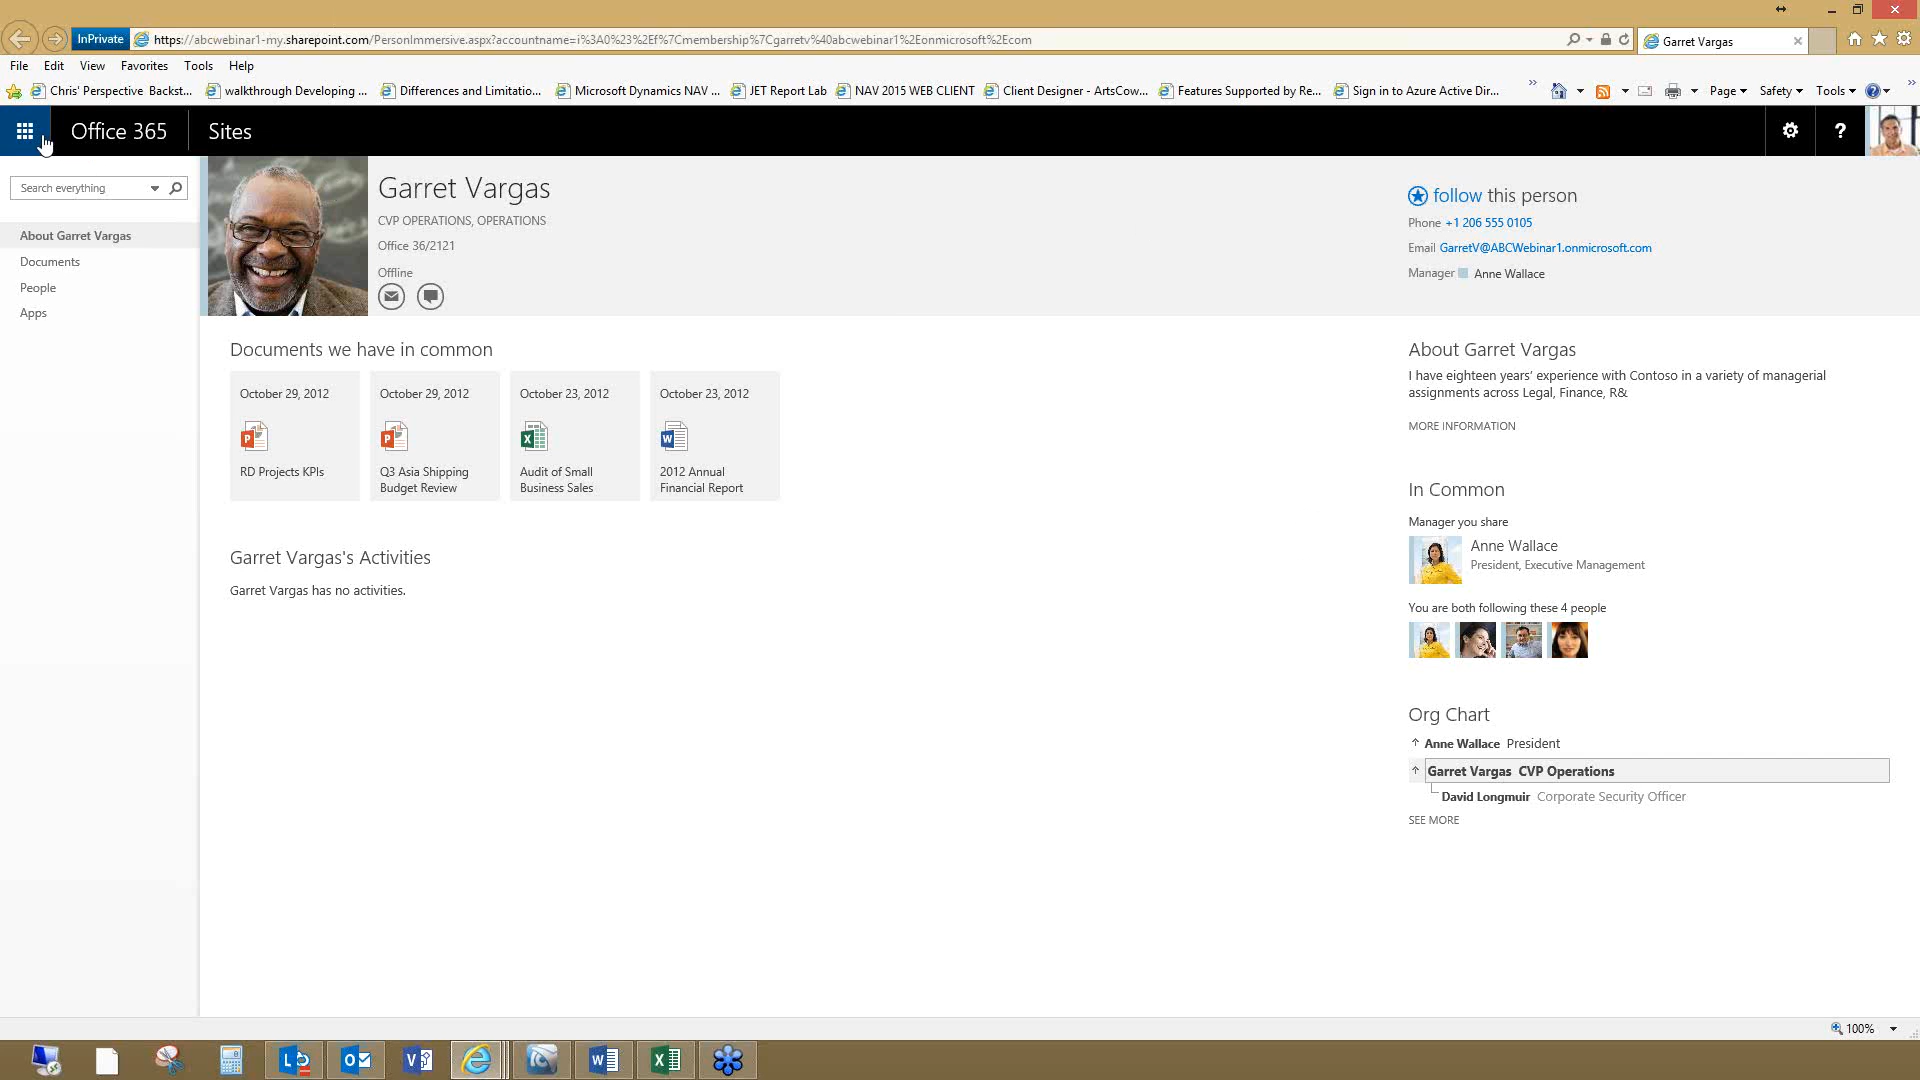 InPrivate
https://abcwebinar1-my.sharepoint.com/PersonImmersive.aspx?accountname=i%3A0%23%2Ef%7Cmembership%7Cgarretv%40abcwebinar1%2Eonmicrosoft%2Ecom
Garret Vargas
File Edit View Favorites Tools Help
Chris' Perspective Backst... walkthrough Developing ... Differences and Limitatio... Microsoft Dynamics NAV ... JET Report Lab NAV 2015 WEB CLIENT Client Designer - ArtsCow... Features Supported by Re... Sign in to Azure Active Dir... Page Safety Tools
Office 365 Sites ?
Search everything
About Garret Vargas
Documents
People
Apps
Garret Vargas
CVP OPERATIONS, OPERATIONS
Office 36/2121
Offline
follow this person
Phone +1 206 555 0105
Email GarretV@ABCWebinar1.onmicrosoft.com
Manager Anne Wallace
Documents we have in common
October 29, 2012
RD Projects KPIs
October 29, 2012
Q3 Asia Shipping
Budget Review
October 23, 2012
Audit of Small
Business Sales
October 23, 2012
2012 Annual
Financial Report
Garret Vargas's Activities
Garret Vargas has no activities.
About Garret Vargas
I have eighteen years' experience with Contoso in a variety of managerial
assignments across Legal, Finance, R&
MORE INFORMATION
In Common
Manager you share
Anne Wallace
President, Executive Management
You are both following these 4 people
Org Chart
Anne Wallace President
Garret Vargas CVP Operations
David Longmuir Corporate Security Officer
SEE MORE
100%